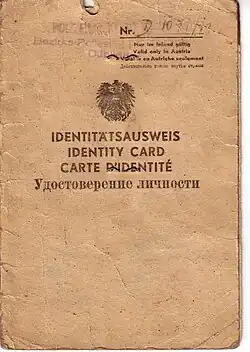 Nr. D 103
Nur im Inland gültig
Valid only in Austria
Valable en Autriche seulement
IDENTITÄTSAUSWEIS
IDENTITY CARD
CARTE D'IDENTITÉ
Удостоверение личности